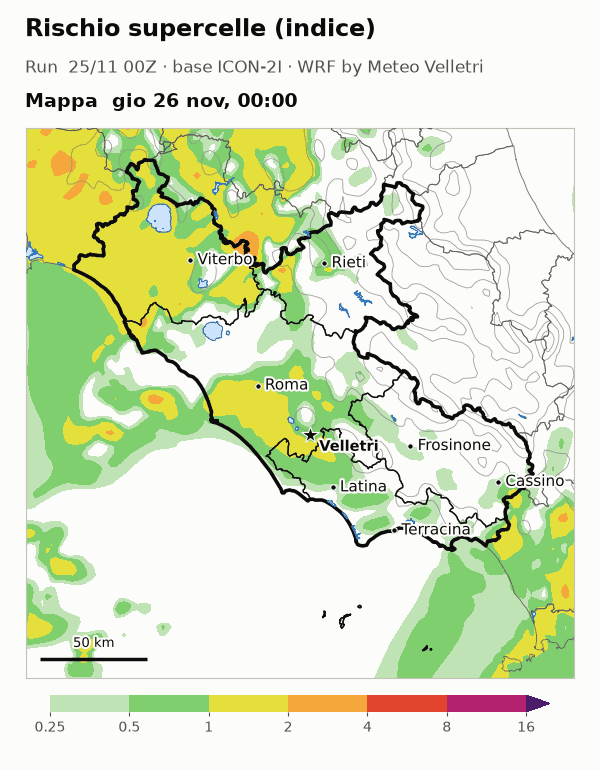 Rischio supercelle (indice)
Run  25/11 00Z · base ICON-2I · WRF by Meteo Velletri
Mappa  gio 26 nov, 00:00
Viterbo
Rieti
Roma
Velletri
Frosinone
Cassino
Latina
Terracina
50 km
0.25 0.5 1 2 4 8 16